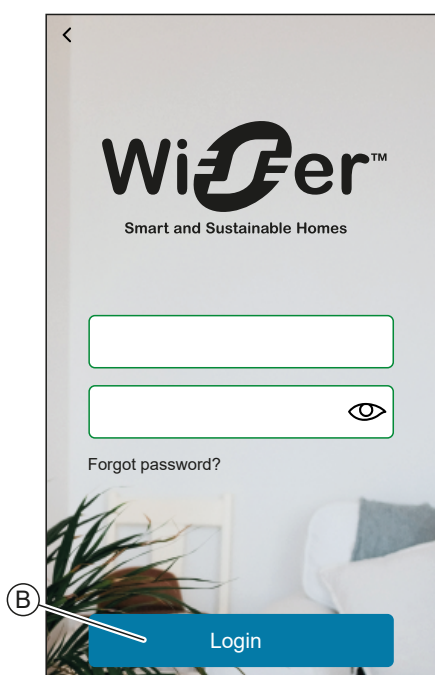 Wiser™
Smart and Sustainable Homes
Forgot password?
B
Login